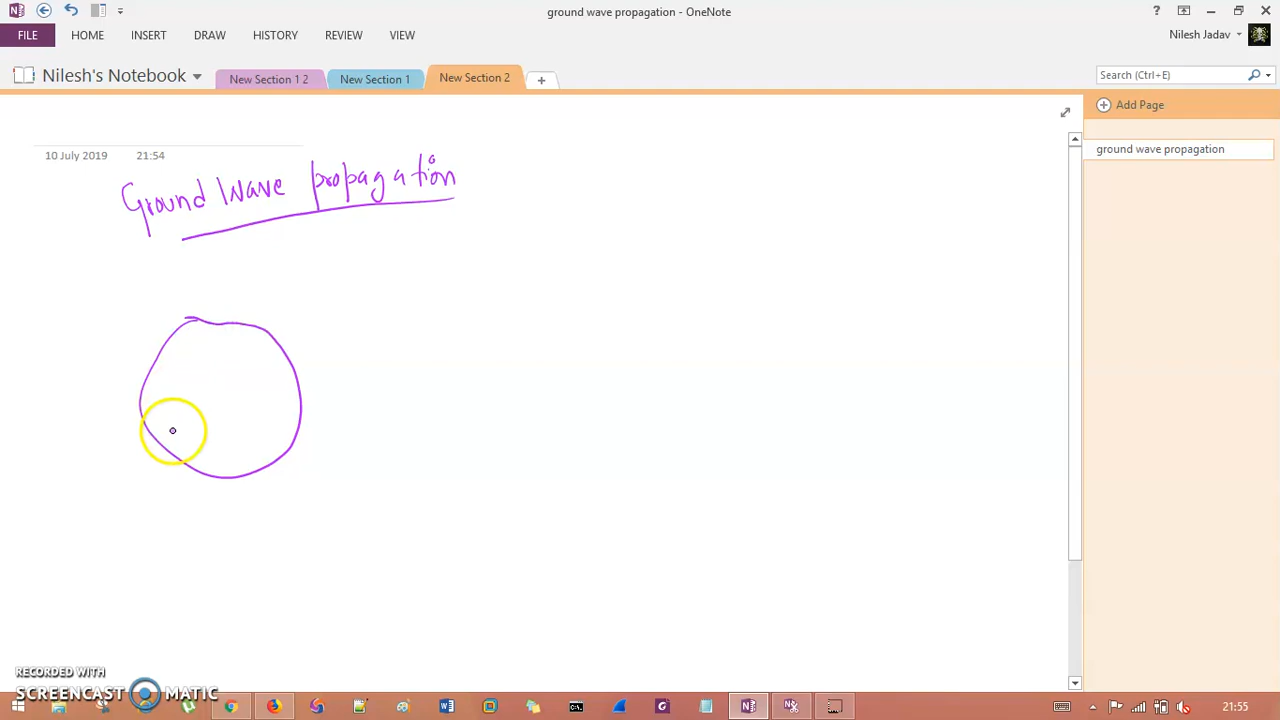 ground wave propagation - OneNote
?
FILE HOME INSERT DRAW HISTORY REVIEW VIEW Nilesh Jadav
Nilesh's Notebook New Section 1 2 New Section 1 New Section 2 + Search (Ctrl+E)
Add Page
ground wave propagation
10 July 2019 21:54
Ground Wave propagation
RECORDED WITH
SCREENCAST MATIC
21:55